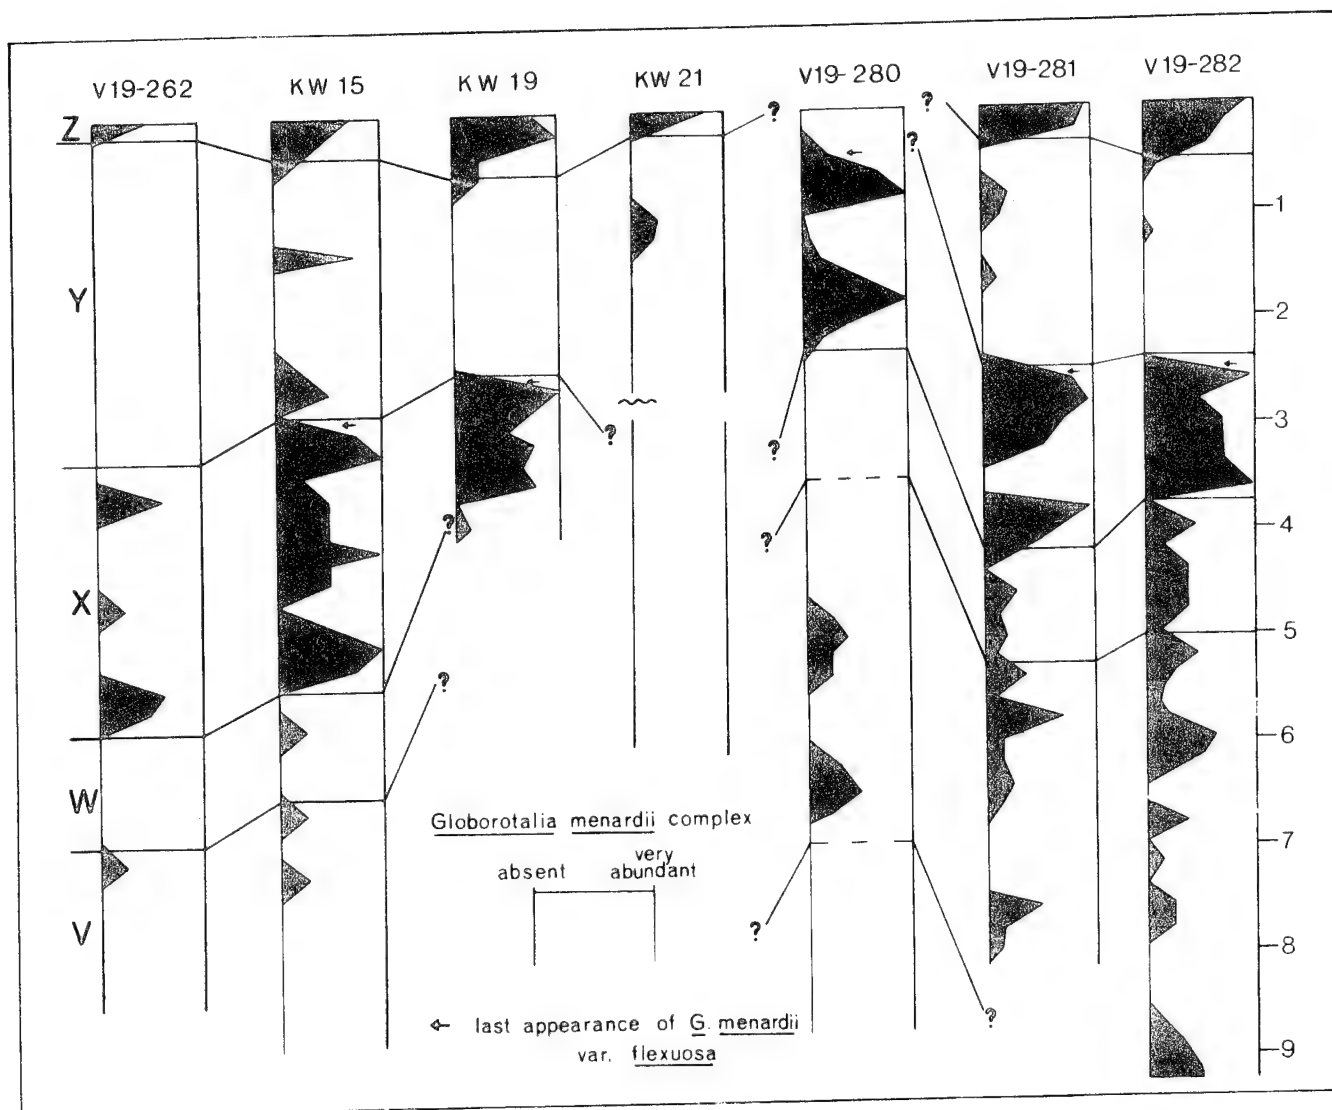 V19-262
KW 15
KW 19
KW 21
V19-280
V19-281
V19-282
Z
Y
X
W
V
?
?
?
?
?
?
?
?
?
?
?
1
2
3
4
5
6
7
8
9
Globorotalia menardii complex
absent
very
abundant
← last appearance of G. menardii
var. flexuosa